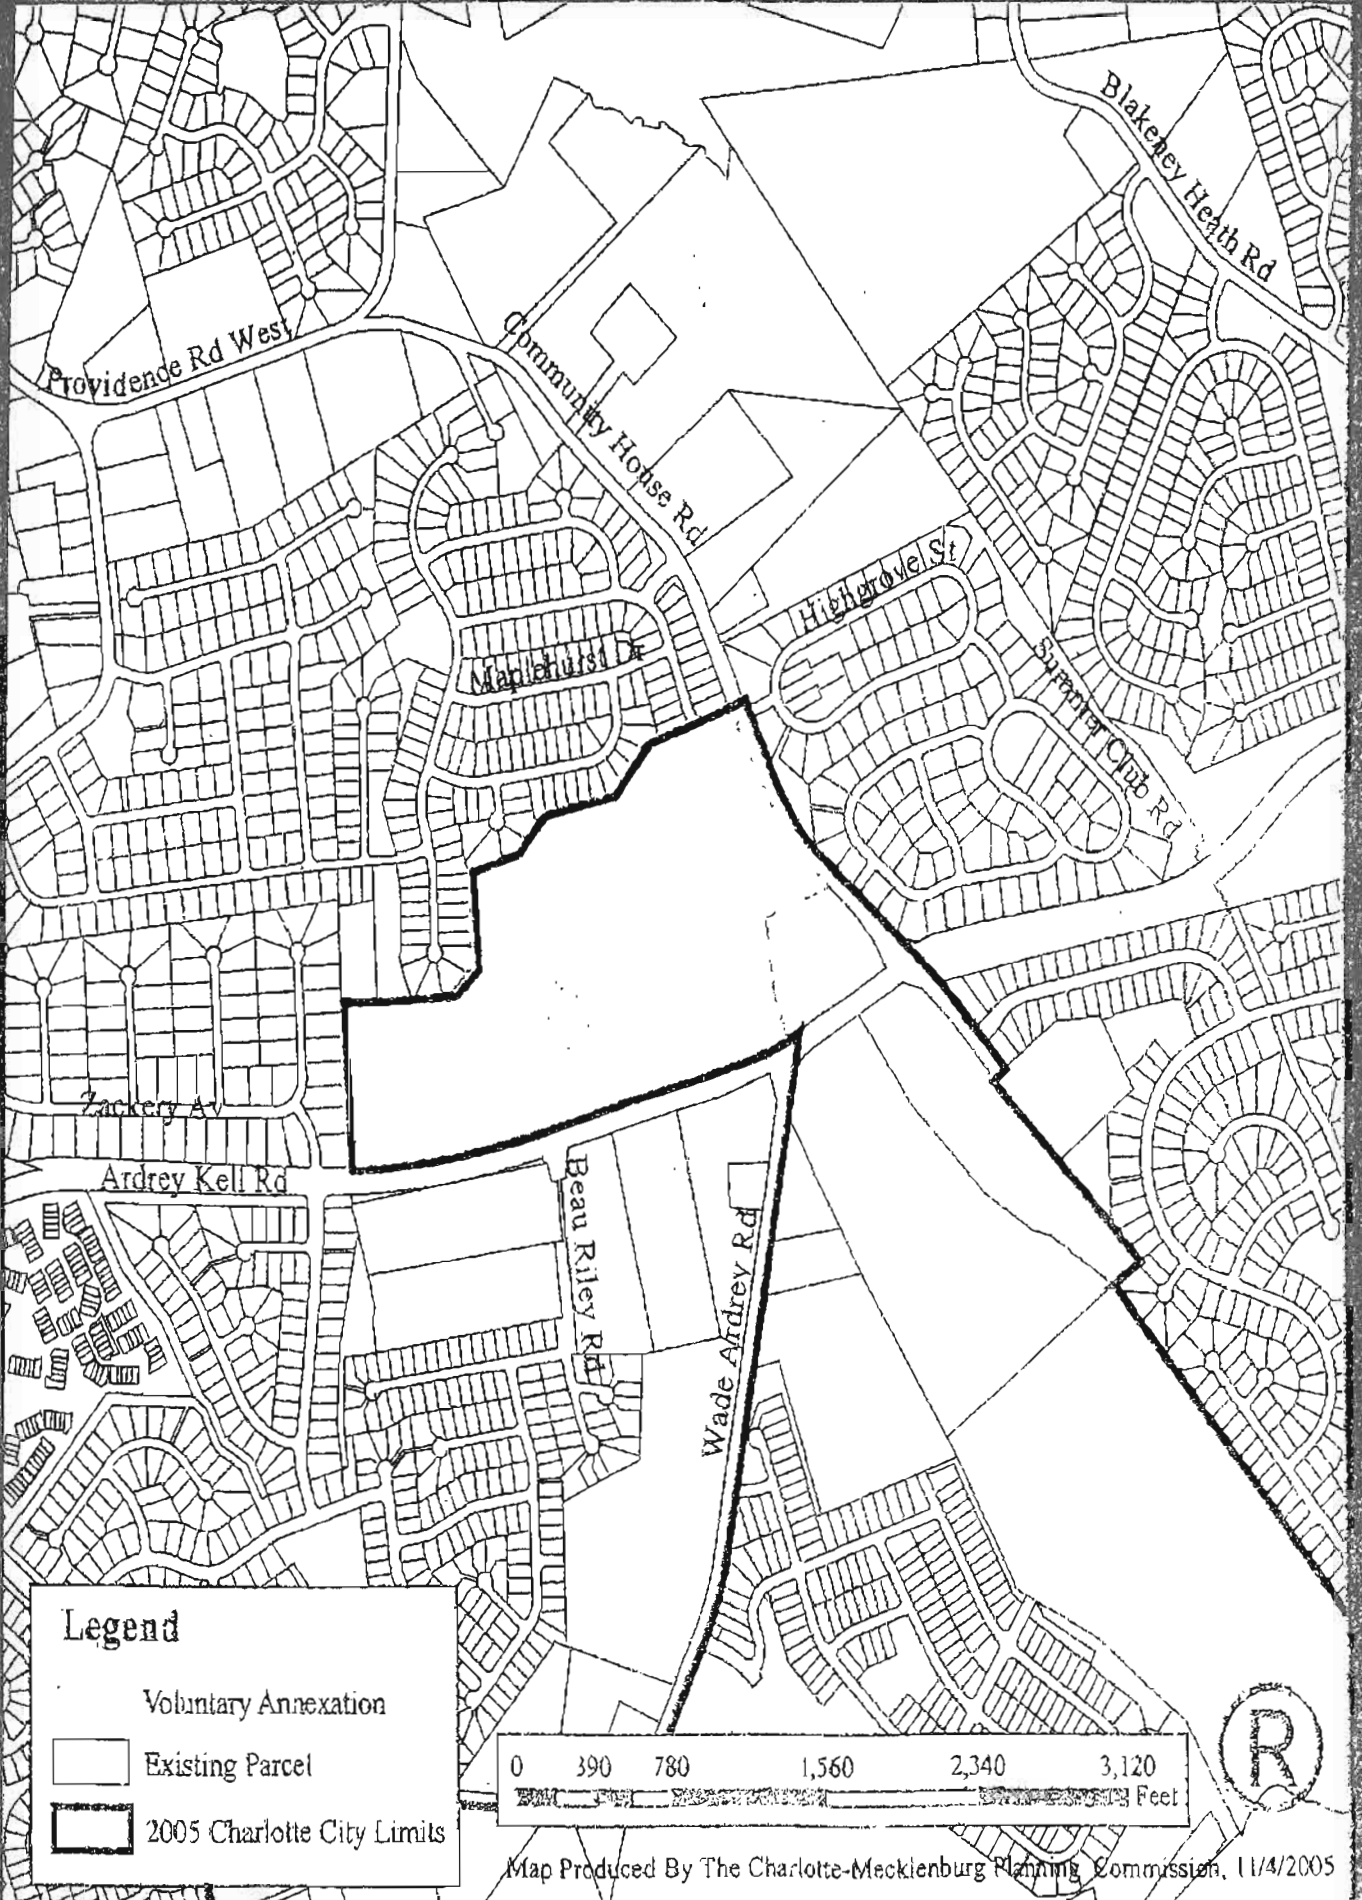 Blakeney Heath Rd
Providence Rd West
Community House Rd
Highgrove St
Maplehurst Dr
Summer Club Rd
Zackery Av
Ardrey Kell Rd
Beau Riley Rd
Wade Ardrey Rd
Legend
Voluntary Annexation
Existing Parcel
2005 Charlotte City Limits
0 390 780 1,560 2,340 3,120
Feet
R
Map Produced By The Charlotte-Mecklenburg Planning Commission, 11/4/2005